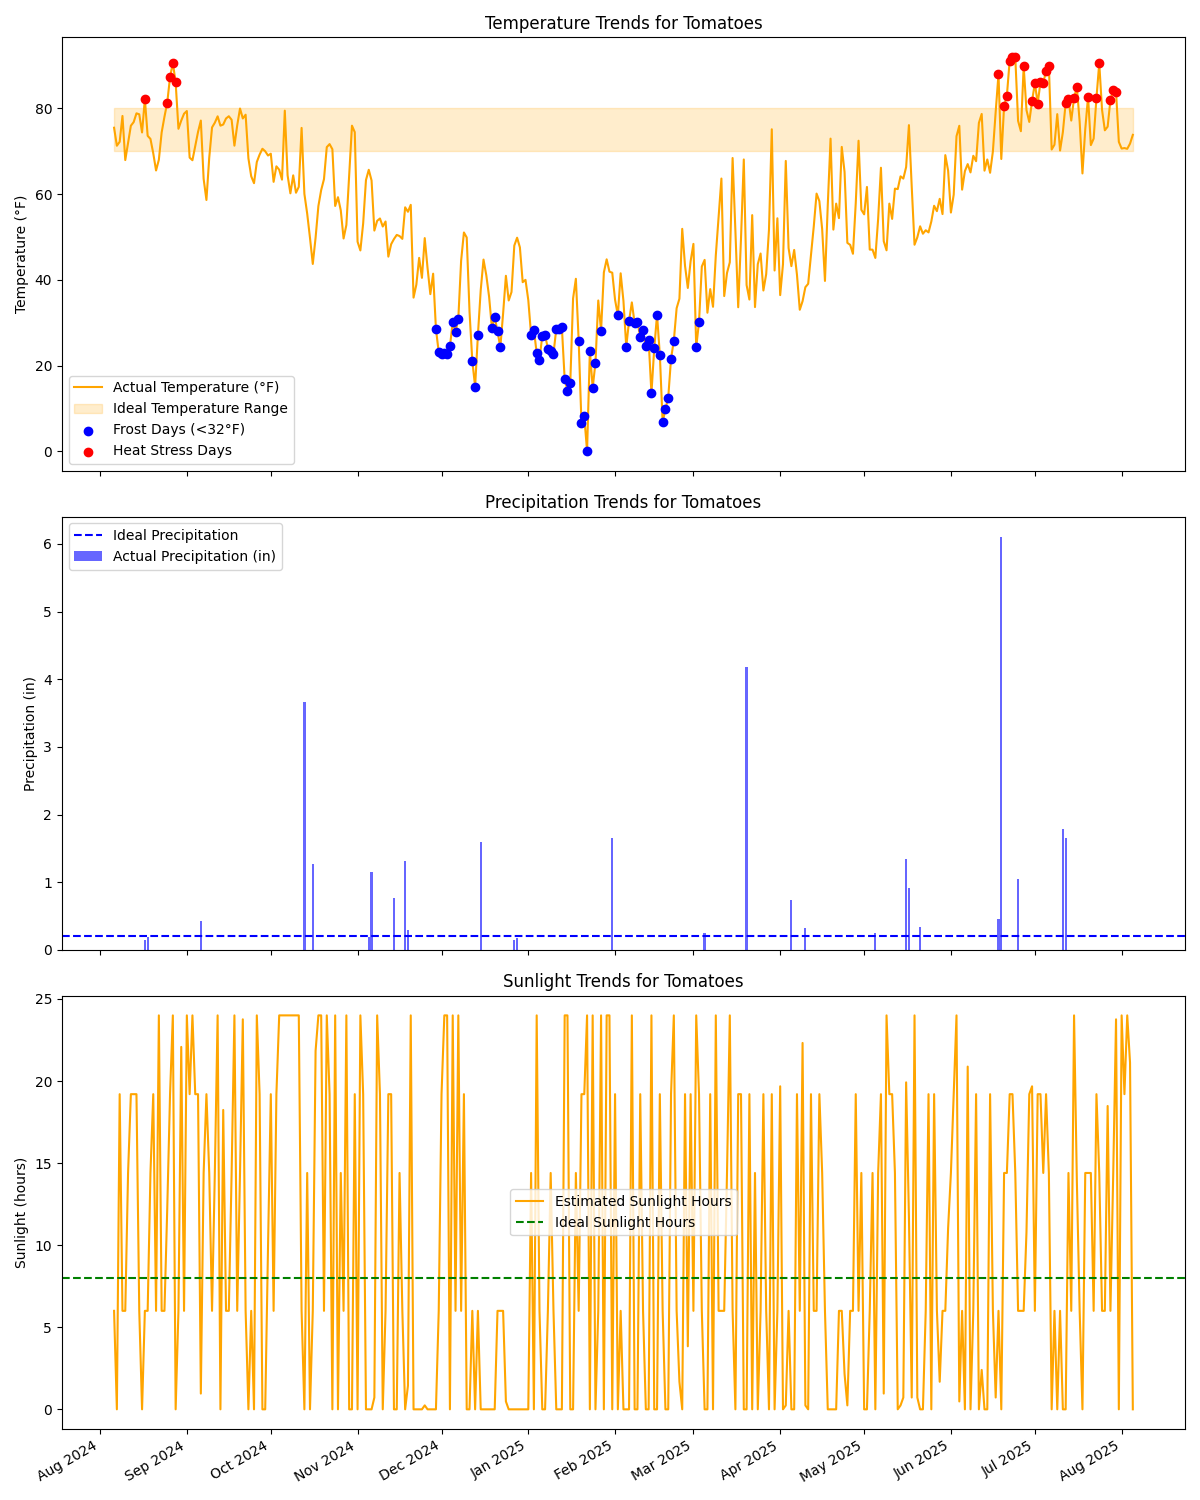 Temperature Trends for Tomatoes
Temperature (°F)
80
60
40
20
0
Actual Temperature (°F)
Ideal Temperature Range
Frost Days (<32°F)
Heat Stress Days
Precipitation Trends for Tomatoes
Precipitation (in)
6
5
4
3
2
1
0
Ideal Precipitation
Actual Precipitation (in)
Sunlight Trends for Tomatoes
Sunlight (hours)
25
20
15
10
5
0
Estimated Sunlight Hours
Ideal Sunlight Hours
Aug 2024
Sep 2024
Oct 2024
Nov 2024
Dec 2024
Jan 2025
Feb 2025
Mar 2025
Apr 2025
May 2025
Jun 2025
Jul 2025
Aug 2025